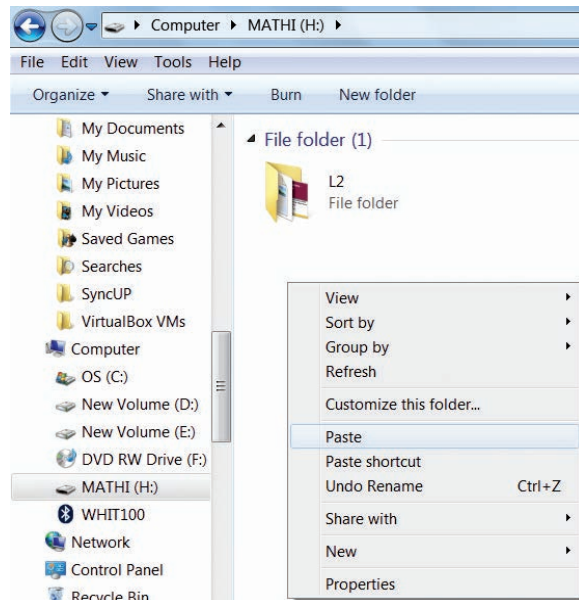 Computer MATHI (H:)
File Edit View Tools Help
Organize Share with Burn New folder
My Documents
My Music
My Pictures
My Videos
Saved Games
Searches
SyncUP
VirtualBox VMs
Computer
OS (C:)
New Volume (D:)
New Volume (E:)
DVD RW Drive (F:)
MATHI (H:)
WHIT100
Network
Control Panel
Recycle Bin
File folder (1)
L2
File folder
View
Sort by
Group by
Refresh
Customize this folder...
Paste
Paste shortcut
Undo Rename Ctrl+Z
Share with
New
Properties